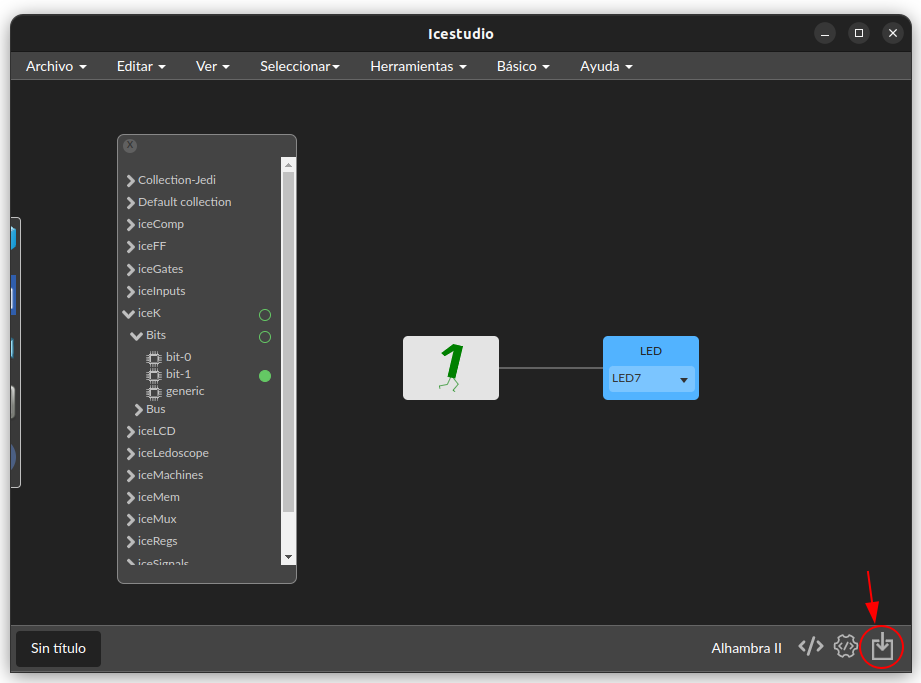 Icestudio
Archivo Editar Ver Seleccionar Herramientas Básico Ayuda
X
Collection-Jedi
Default collection
iceComp
iceFF
iceGates
iceInputs
iceK
Bits
bit-0
bit-1
generic
Bus
iceLCD
iceLedoscope
iceMachines
iceMem
iceMux
iceRegs
iceSignals
1
LED
LED7
Sin título
Alhambra II </> </>